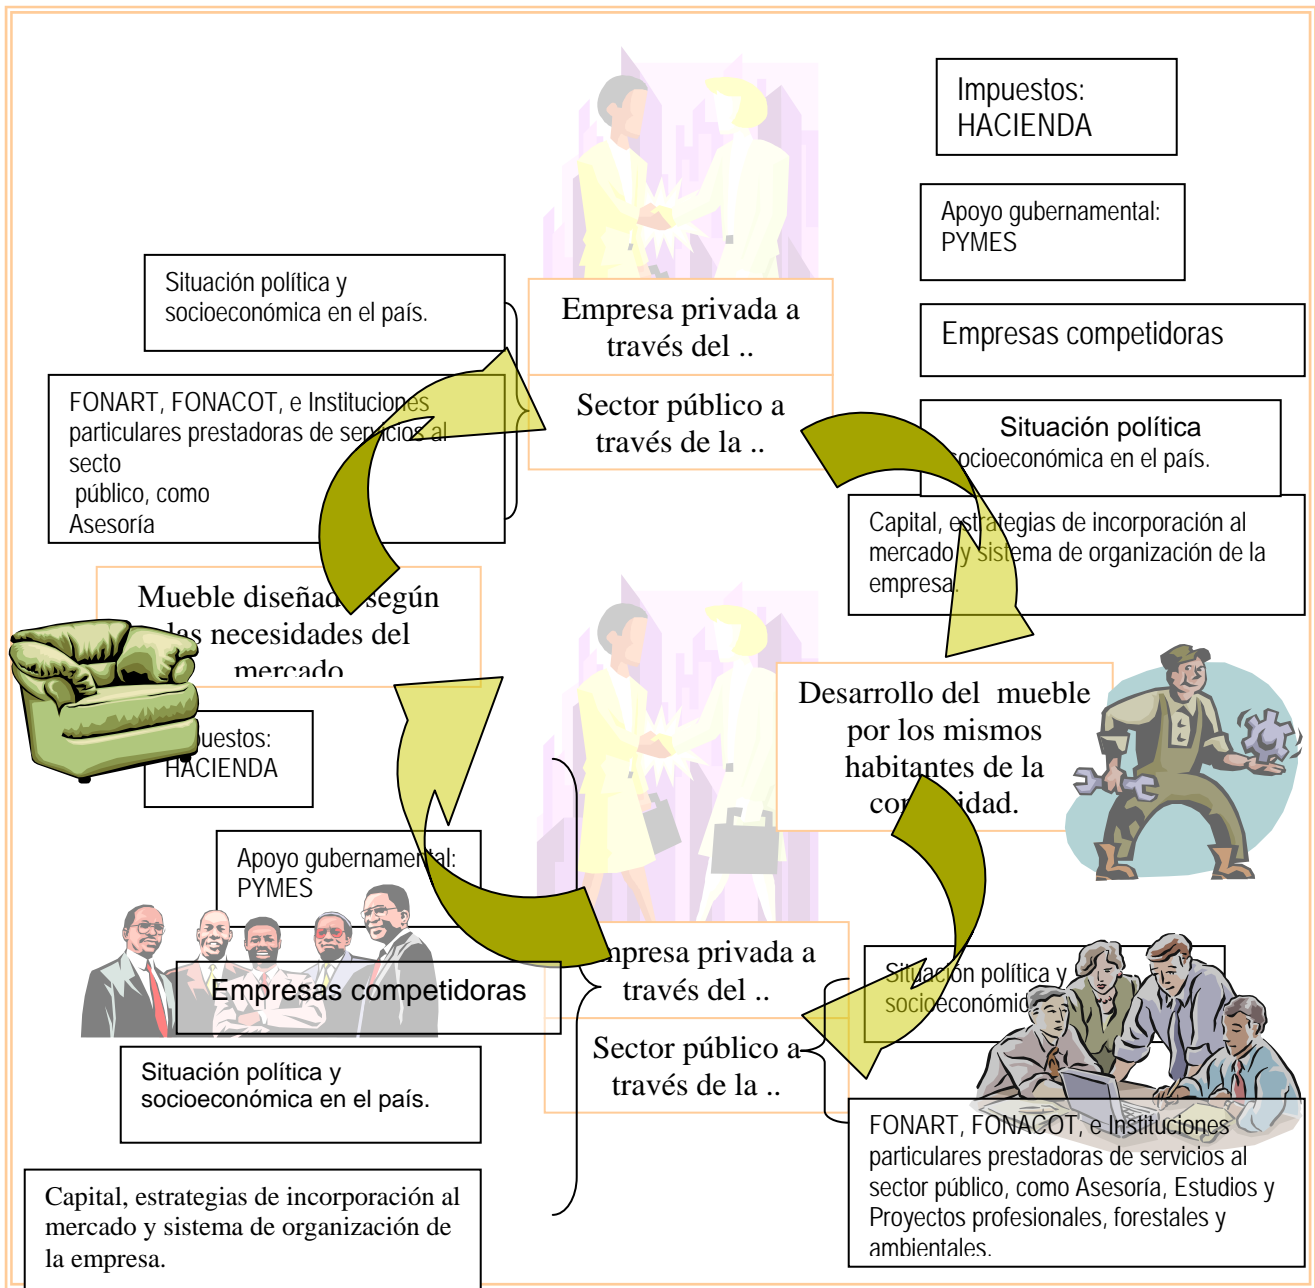 Impuestos:
HACIENDA
Apoyo gubernamental:
PYMES
Situación política y
socioeconómica en el país.
Empresa privada a
través del ..
Empresas competidoras
FONART, FONACOT, e Instituciones
particulares prestadoras de servicios al
secto
público, como
Asesoría
Sector público a
través de la ..
Situación política
socioeconómica en el país.
Capital, estrategias de incorporación al
mercado y sistema de organización de la
empresa.
Mueble diseñado según
las necesidades del
mercado
Desarrollo del mueble
por los mismos
habitantes de la
comunidad.
Impuestos:
HACIENDA
Apoyo gubernamental:
PYMES
Empresas competidoras
Empresa privada a
través del ..
Situación política y
Sector público a
través de la ..
Situación política y
socioeconómica en el país.
FONART, FONACOT, e Instituciones
particulares prestadoras de servicios al
sector público, como Asesoría, Estudios y
Proyectos profesionales, forestales y
ambientales.
Capital, estrategias de incorporación al
mercado y sistema de organización de
la empresa.